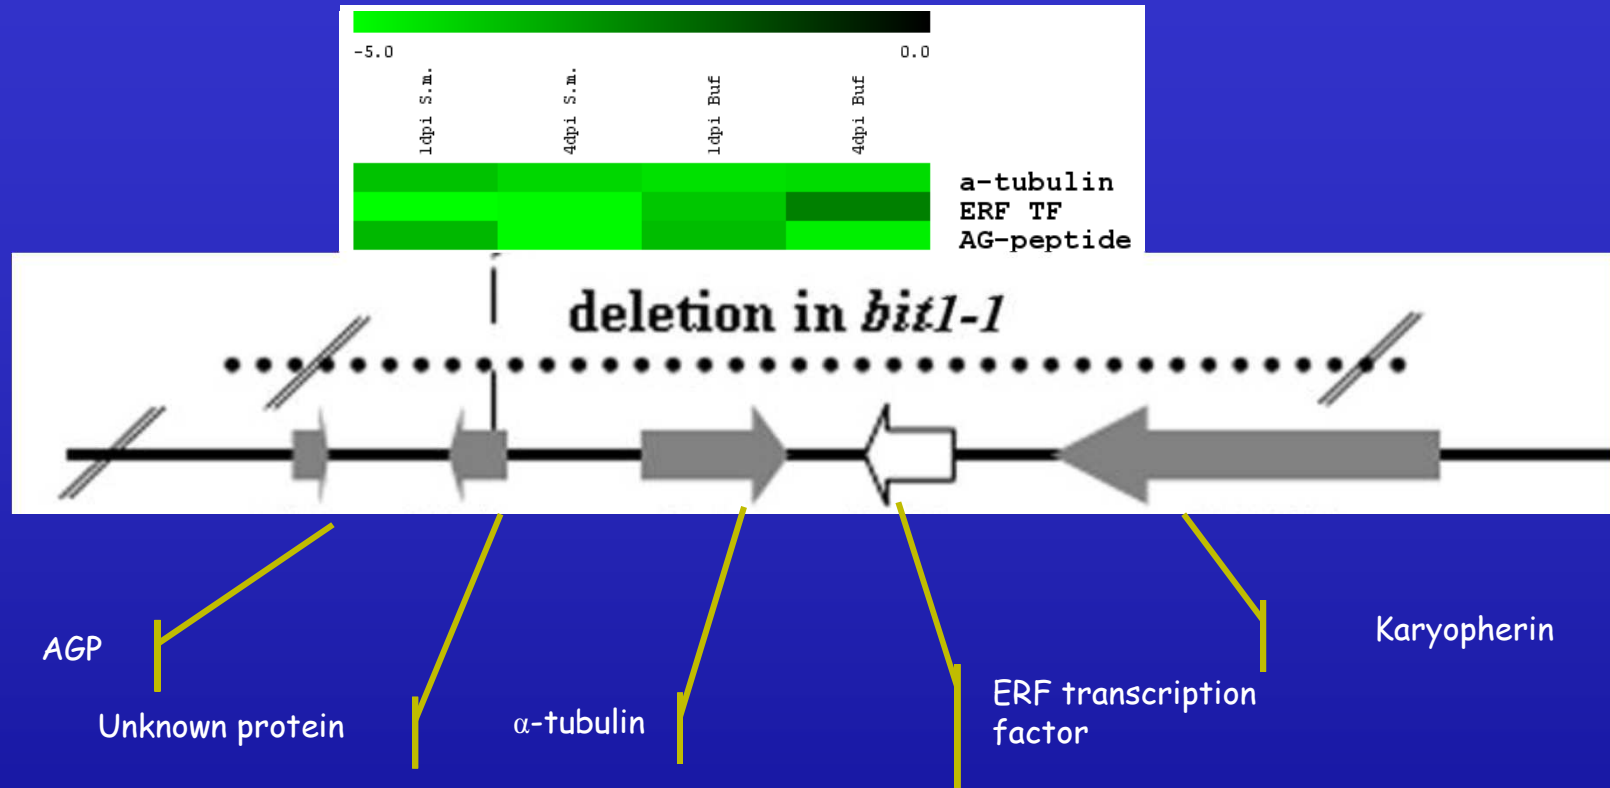 -5.0 0.0
1dpi S.m.
4dpi S.m.
1dpi Buf
4dpi Buf
a-tubulin
ERF TF
AG-peptide
deletion in bit1-1
AGP
Unknown protein
α-tubulin
ERF transcription
factor
Karyopherin